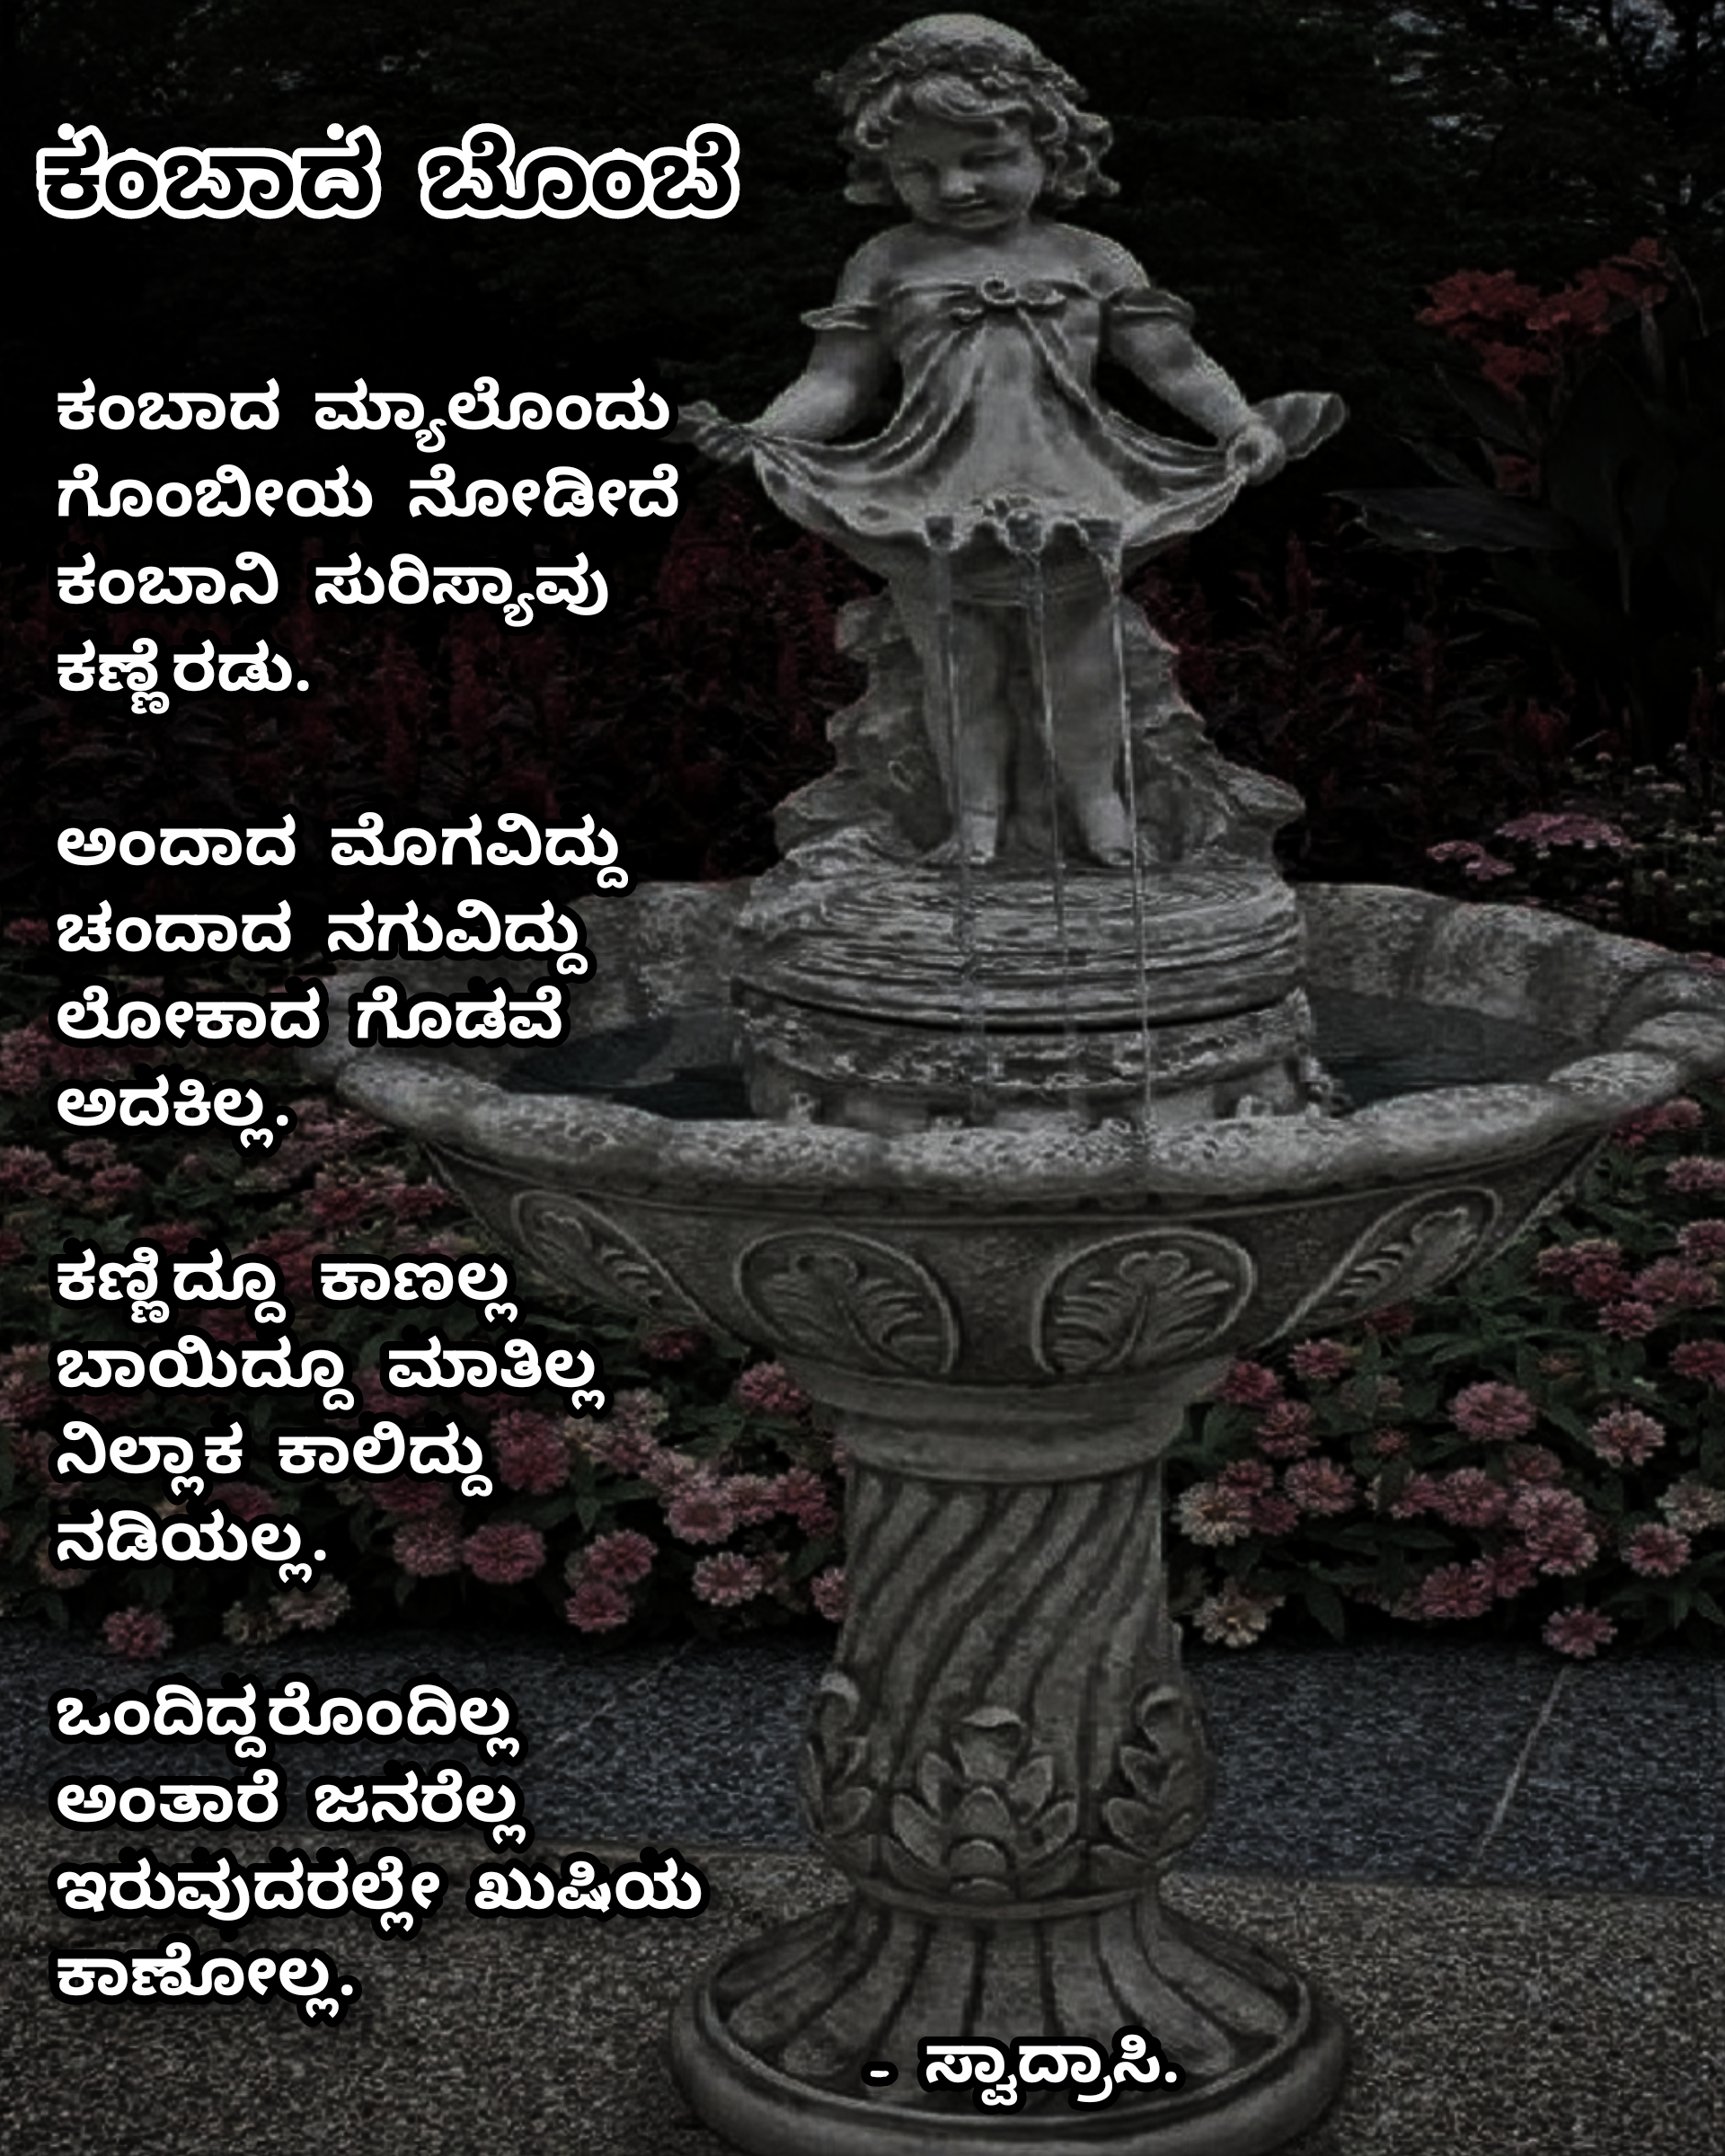 ಕಂಬಾದ ಬೊಂಬೆ
ಕಂಬಾದ ಮ್ಯಾಲೊಂದು
ಗೊಂಬೀಯ ನೋಡೀದೆ
ಕಂಬಾನಿ ಸುರಿಸ್ಯಾವು
ಕಣ್ಣೆರಡು.
ಅಂದಾದ ಮೊಗವಿದ್ದು
ಚಂದಾದ ನಗುವಿದ್ದು
ಲೋಕಾದ ಗೊಡವೆ
ಅದಕಿಲ್ಲ.
ಕಣ್ಣಿದ್ದೂ ಕಾಣಲ್ಲ
ಬಾಯಿದ್ದೂ ಮಾತಿಲ್ಲ
ನಿಲ್ಲಾಕ ಕಾಲಿದ್ದು
ನಡಿಯಲ್ಲ.
ಒಂದಿದ್ದರೊಂದಿಲ್ಲ
ಅಂತಾರೆ ಜನರೆಲ್ಲ
ಇರುವುದರಲ್ಲೇ ಖುಷಿಯ
ಕಾಣೋಲ್ಲ.
- ಸ್ವಾದ್ರಾಸಿ.